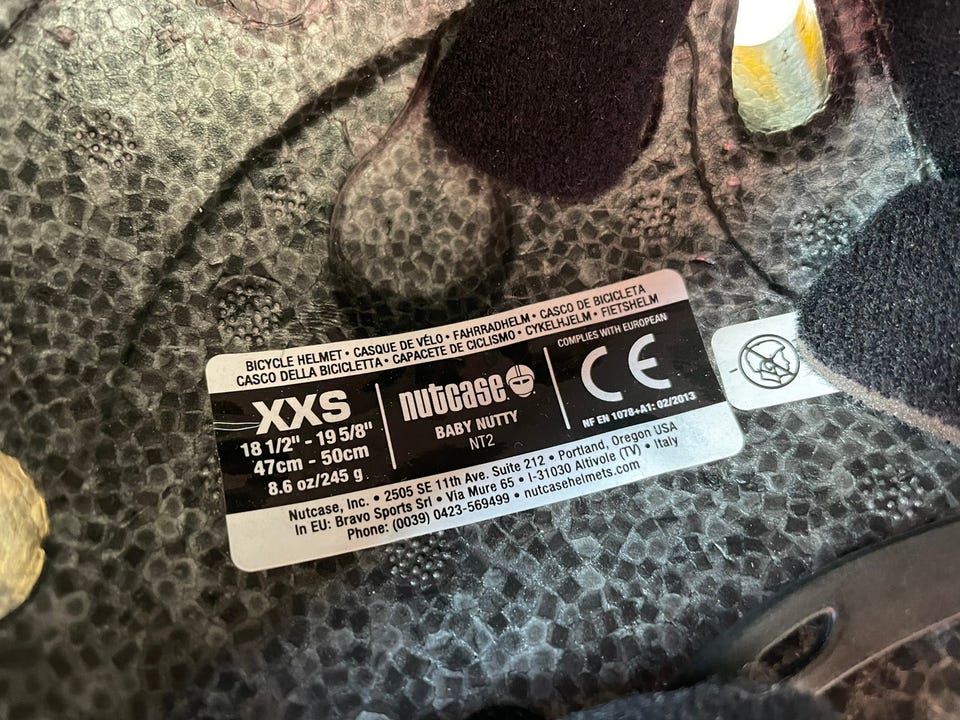 BICYCLE HELMET • CASQUE DE VÉLO • FAHRRADHELM • CASCO DE BICICLETA
CASCO DELLA BICICLETTA • CAPACETE DE CICLISMO • CYKELHJELM • FIETSHELM
XXS
18 1/2" - 19 5/8"
47cm - 50cm
8.6 oz/245 g
nutcase
BABY NUTTY
NT2
COMPLIES WITH EUROPEAN
CE
NF EN 1078+A1: 02/2013
Nutcase, Inc. • 2505 SE 11th Ave. Suite 212 • Portland, Oregon USA
In EU: Bravo Sports Srl • Via Mure 65 • I-31030 Altivole (TV) • Italy
Phone: (0039) 0423-569499 • nutcasehelmets.com